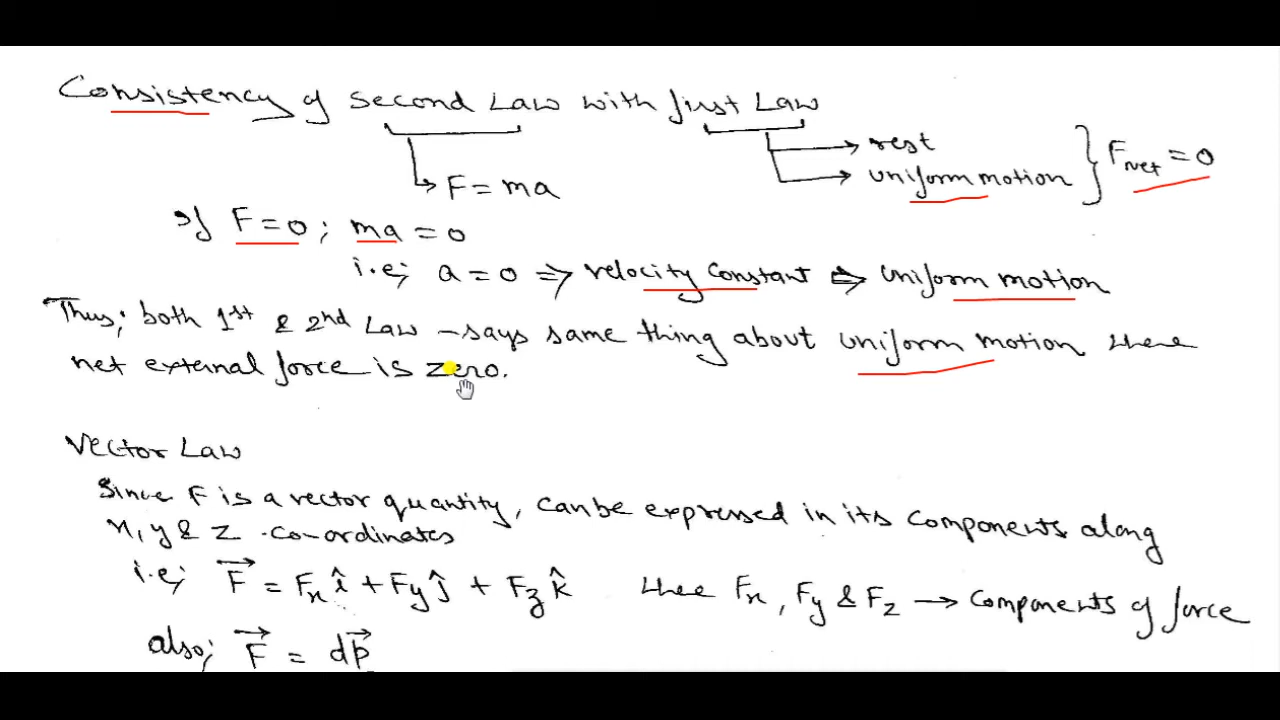 Consistency of Second Law with first Law
→ rest
F = ma → uniform motion } Fnet = 0
If F = 0 ; ma = 0
i.e; a = 0 ⇒ velocity constant ⇒ uniform motion
Thus; both 1st & 2nd Law – says same thing about uniform motion
net external force is zero.
Vector Law
Since F is a vector quantity, can be expressed in its components along
x, y & z co-ordinates
i.e; F⃗ = Fx î + Fy ĵ + Fz k̂ Fx, Fy & Fz → components of force
also; F⃗ = dp⃗